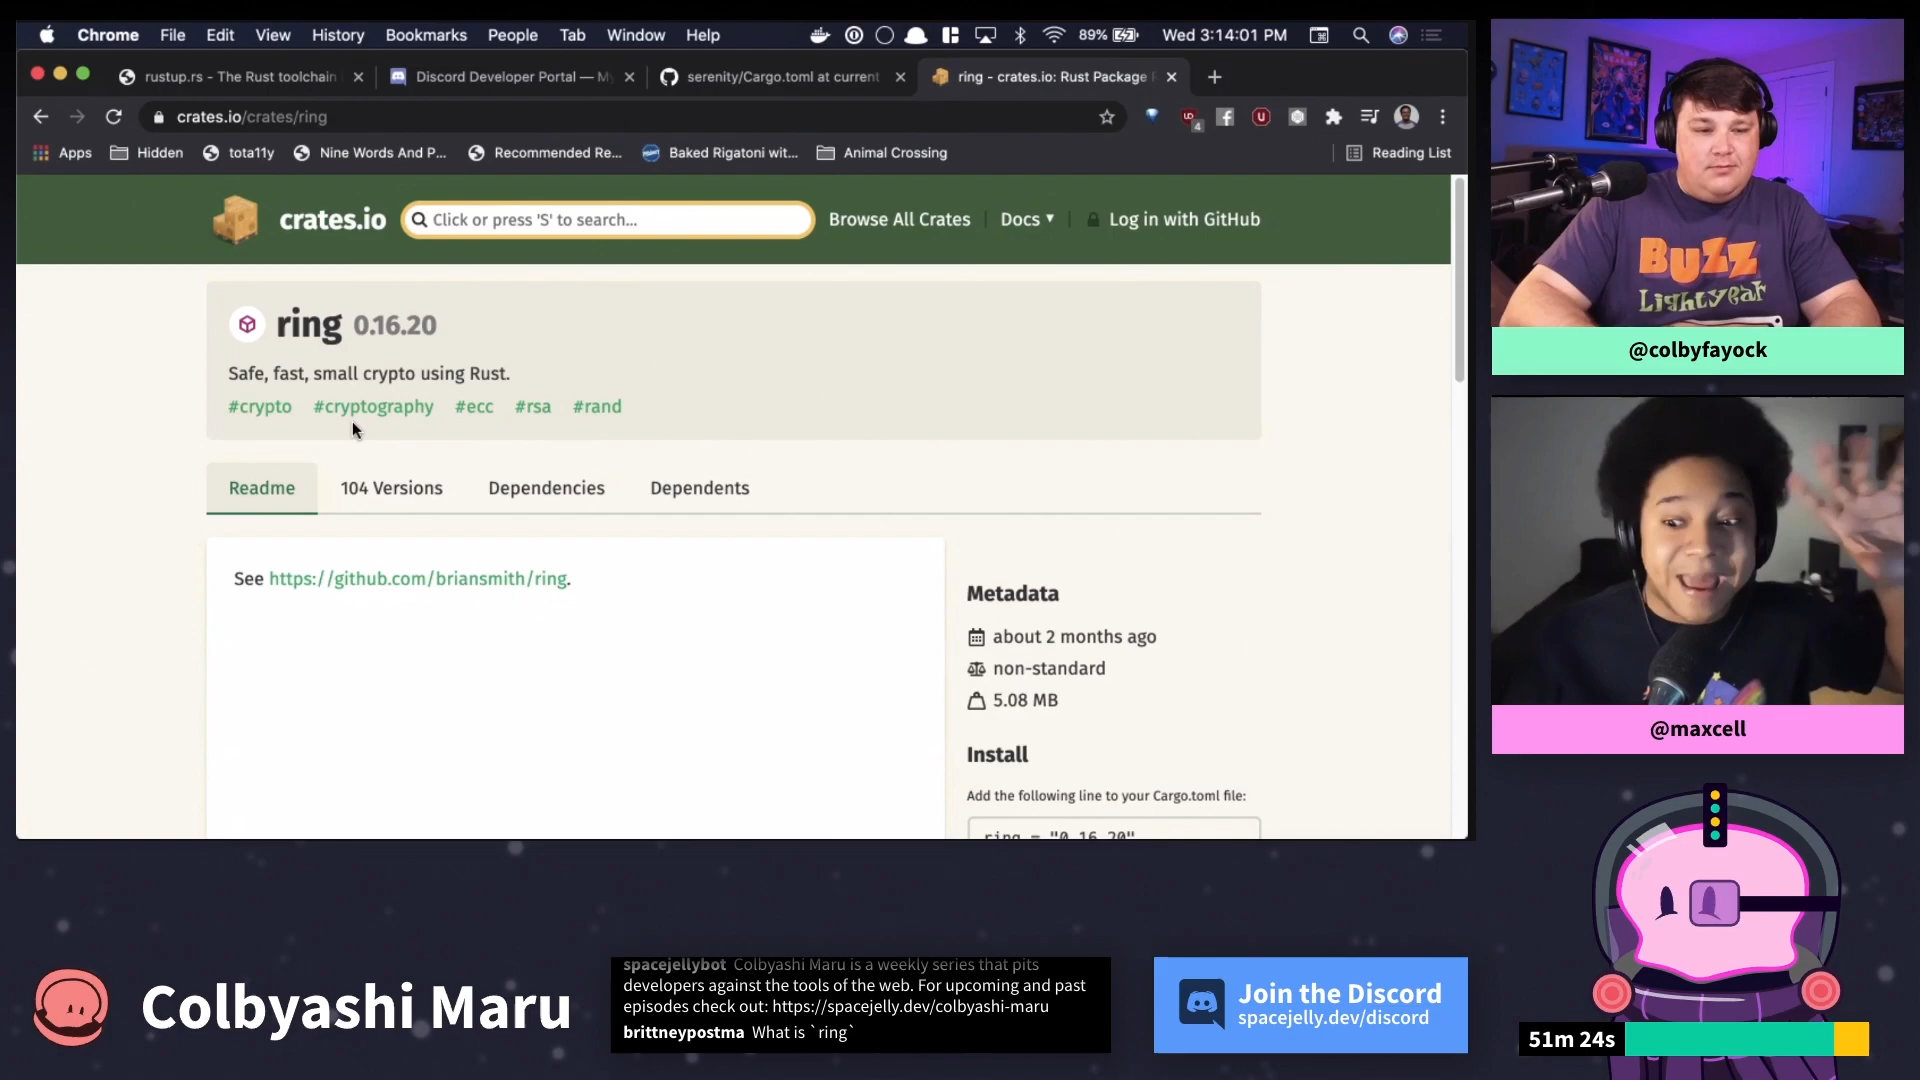 Chrome File Edit View History Bookmarks People Tab Window Help 89% Wed 3:14:01 PM
rustup.rs - The Rust toolchain Discord Developer Portal — My serenity/Cargo.toml at current ring - crates.io: Rust Package R
crates.io/crates/ring
Apps Hidden tota11y Nine Words And P... Recommended Re... Baked Rigatoni wit... Animal Crossing Reading List
crates.io Click or press 'S' to search... Browse All Crates Docs Log in with GitHub
ring 0.16.20
Safe, fast, small crypto using Rust.
#crypto #cryptography #ecc #rsa #rand
Readme 104 Versions Dependencies Dependents
See https://github.com/briansmith/ring.
Metadata
about 2 months ago
non-standard
5.08 MB
Install
Add the following line to your Cargo.toml file:
ring = "0.16.20"
BUZZ
Lightyear
@colbyfayock
@maxcell
Colbyashi Maru
spacejellybot Colbyashi Maru is a weekly series that pits
developers against the tools of the web. For upcoming and past
episodes check out: https://spacejelly.dev/colbyashi-maru
brittneypostma What is `ring`
Join the Discord
spacejelly.dev/discord
51m 24s